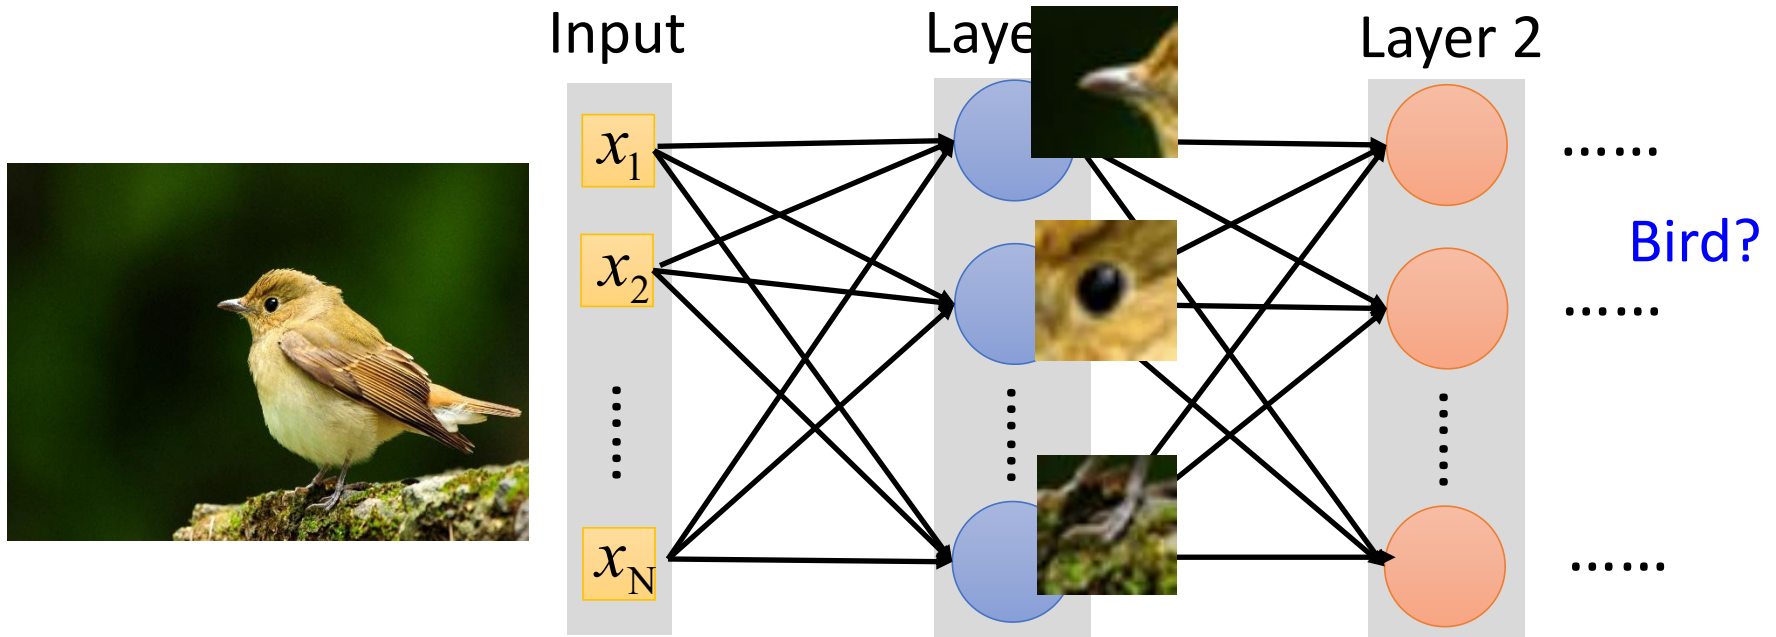 Input
Laye
Layer 2
x1
x2
xN
......
......
......
Bird?